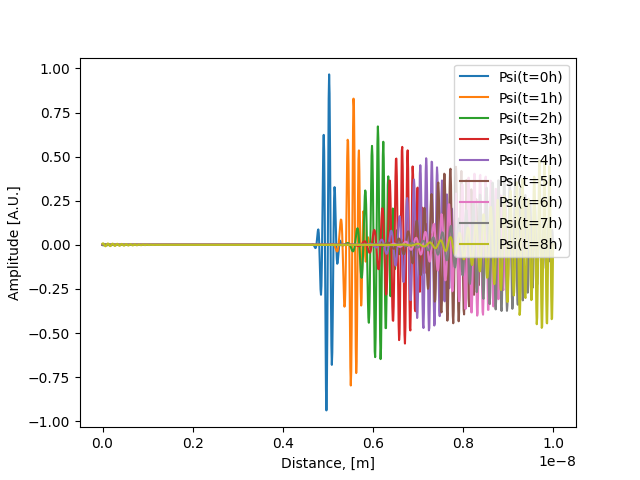 1.00
0.75
0.50
0.25
0.00
−0.25
−0.50
−0.75
−1.00
Amplitude [A.U.]
Psi(t=0h)
Psi(t=1h)
Psi(t=2h)
Psi(t=3h)
Psi(t=4h)
Psi(t=5h)
Psi(t=6h)
Psi(t=7h)
Psi(t=8h)
0.0 0.2 0.4 0.6 0.8 1.0
1e−8
Distance, [m]